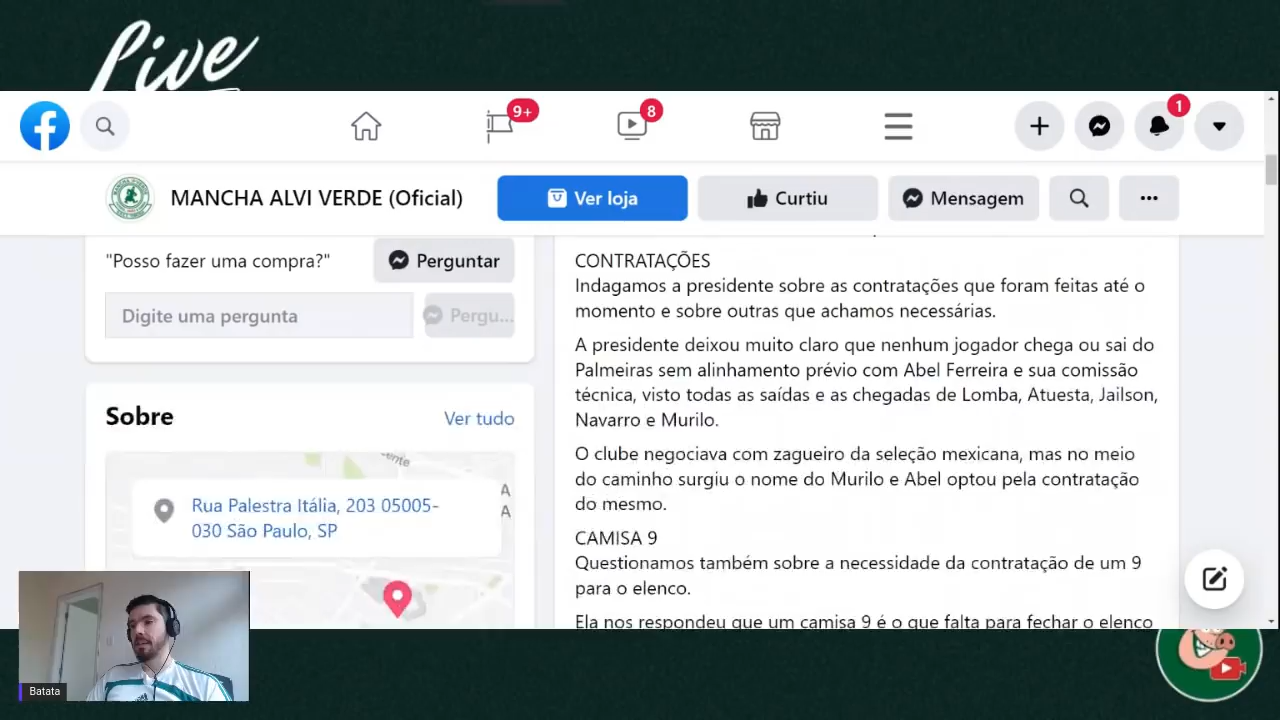 Live
9+
8
1
MANCHA ALVI VERDE (Oficial)
Ver loja
Curtiu
Mensagem
"Posso fazer uma compra?"
Perguntar
Digite uma pergunta
Pergu...
Sobre
Ver tudo
Rua Palestra Itália, 203 05005-
030 São Paulo, SP
CONTRATAÇÕES
Indagamos a presidente sobre as contratações que foram feitas até o
momento e sobre outras que achamos necessárias.
A presidente deixou muito claro que nenhum jogador chega ou sai do
Palmeiras sem alinhamento prévio com Abel Ferreira e sua comissão
técnica, visto todas as saídas e as chegadas de Lomba, Atuesta, Jailson,
Navarro e Murilo.
O clube negociava com zagueiro da seleção mexicana, mas no meio
do caminho surgiu o nome do Murilo e Abel optou pela contratação
do mesmo.
CAMISA 9
Questionamos também sobre a necessidade da contratação de um 9
para o elenco.
Ela nos respondeu que um camisa 9 é o que falta para fechar o elenco
Batata